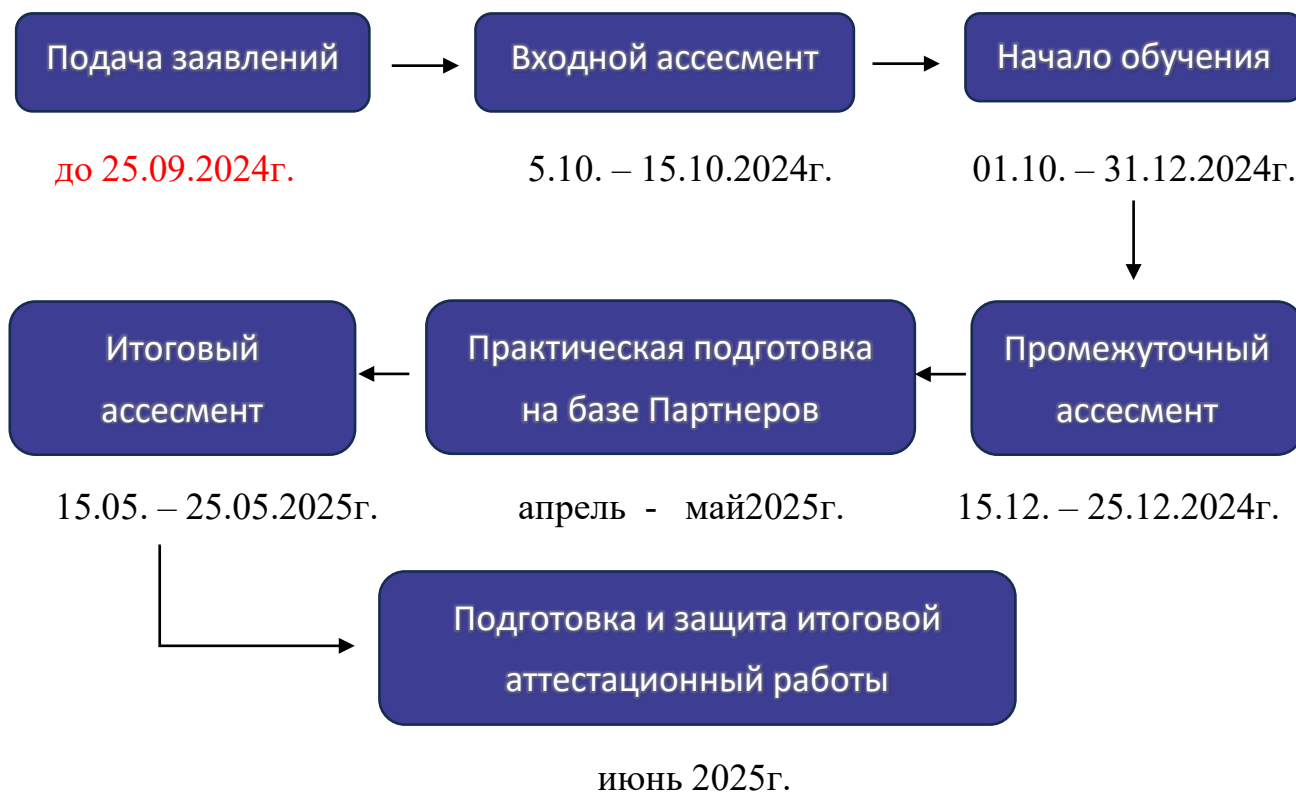 Подача заявлений
Входной ассесмент
Начало обучения
до 25.09.2024г.
5.10. – 15.10.2024г.
01.10. – 31.12.2024г.
Итоговый
ассесмент
Практическая подготовка
на базе Партнеров
Промежуточный
ассесмент
15.05. – 25.05.2025г.
апрель - май2025г.
15.12. – 25.12.2024г.
Подготовка и защита итоговой
аттестационный работы
июнь 2025г.